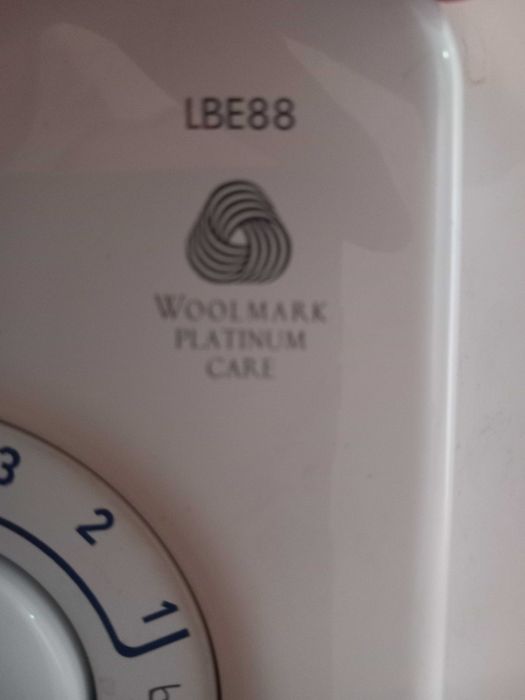 LBE88
WOOLMARK
PLATINUM
CARE
3
2
1
b